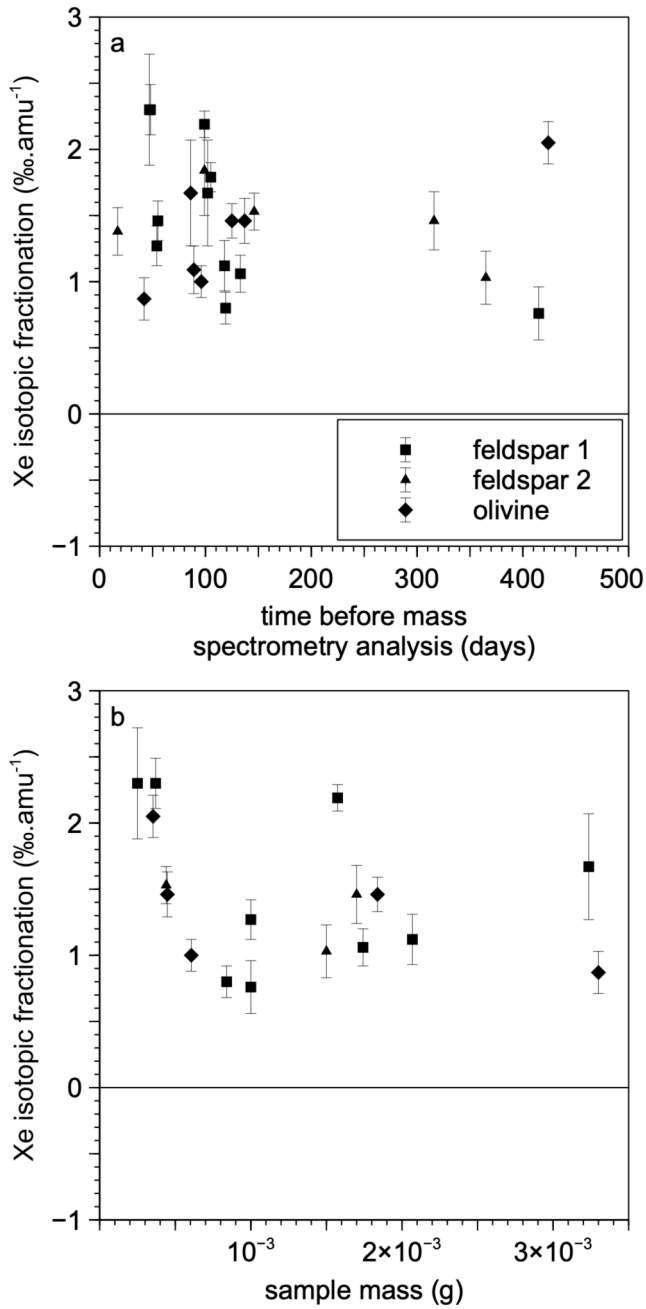 a
Xe isotopic fractionation (‰.amu⁻¹)
3
2
1
0
−1
feldspar 1
feldspar 2
olivine
0 100 200 300 400 500
time before mass
spectrometry analysis (days)
b
Xe isotopic fractionation (‰.amu⁻¹)
3
2
1
0
−1
10⁻³ 2×10⁻³ 3×10⁻³
sample mass (g)